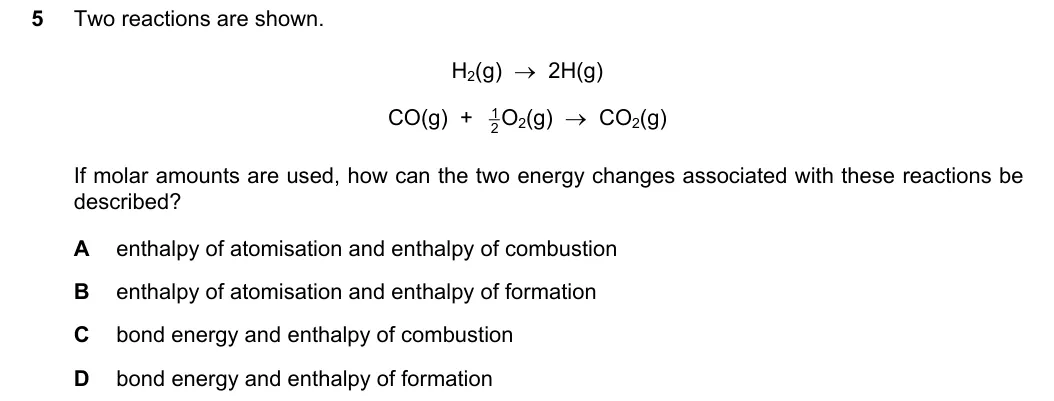 5 Two reactions are shown.
H₂(g) → 2H(g)
CO(g) + ½O₂(g) → CO₂(g)
If molar amounts are used, how can the two energy changes associated with these reactions be
described?
A enthalpy of atomisation and enthalpy of combustion
B enthalpy of atomisation and enthalpy of formation
C bond energy and enthalpy of combustion
D bond energy and enthalpy of formation